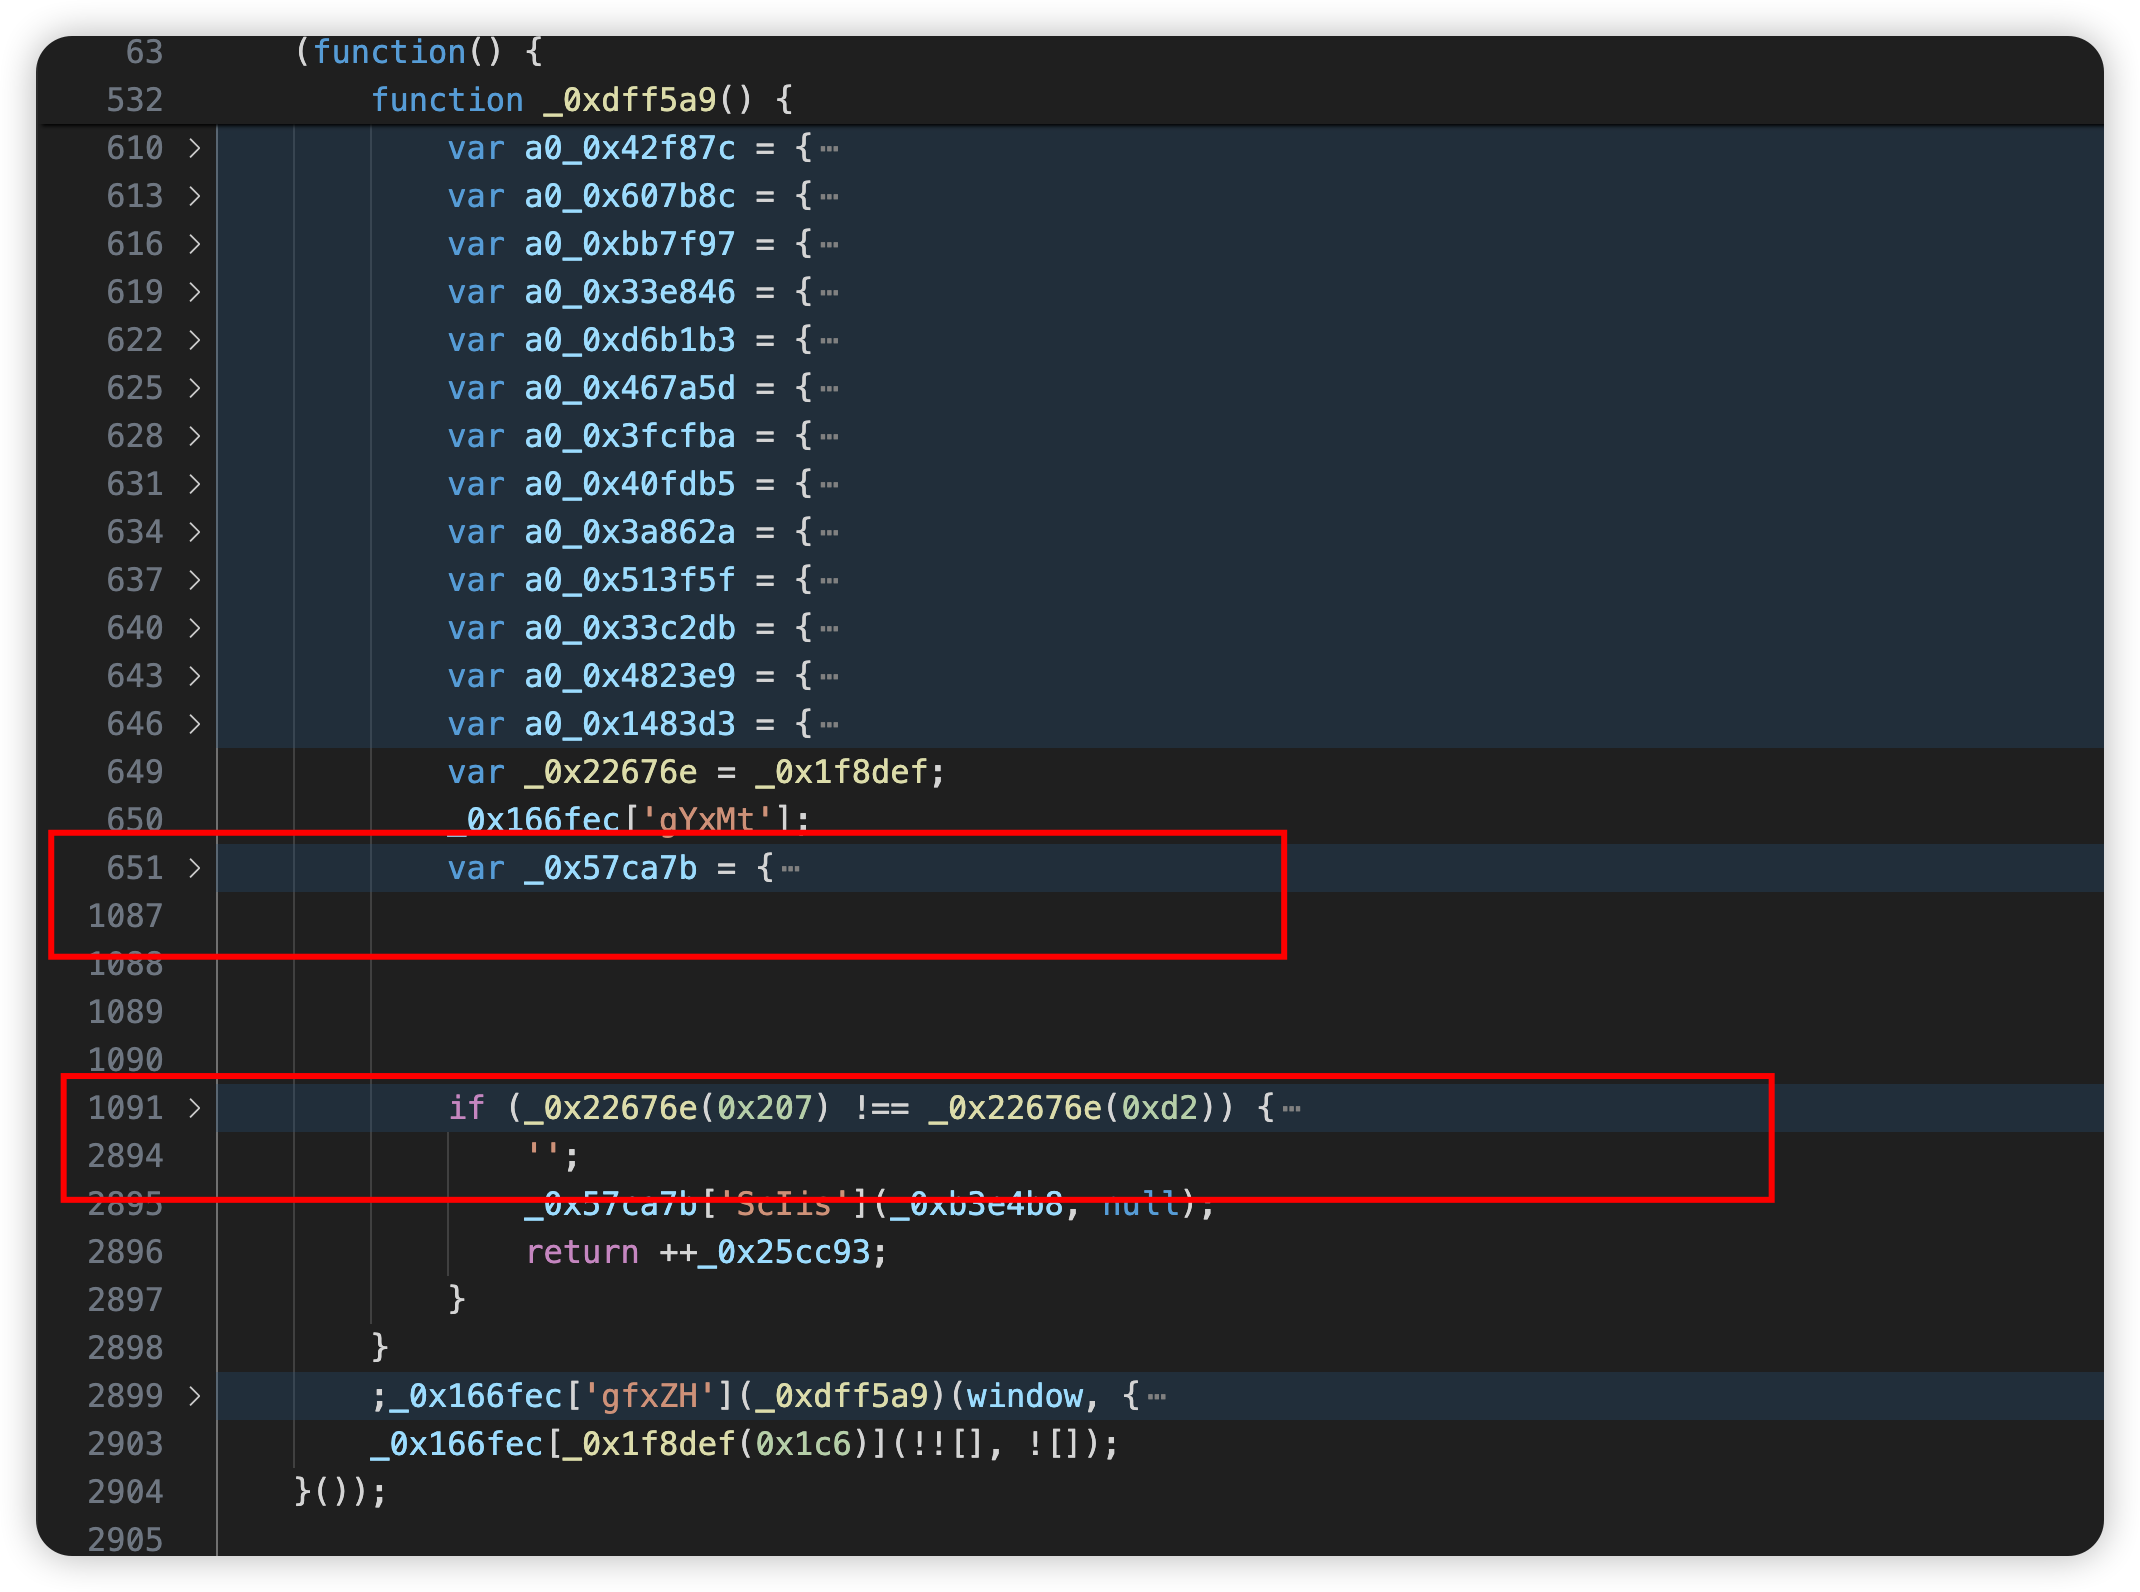 63 (function() {
532 function _0xdff5a9() {
610 > var a0_0x42f87c = {⋯
613 > var a0_0x607b8c = {⋯
616 > var a0_0xbb7f97 = {⋯
619 > var a0_0x33e846 = {⋯
622 > var a0_0xd6b1b3 = {⋯
625 > var a0_0x467a5d = {⋯
628 > var a0_0x3fcfba = {⋯
631 > var a0_0x40fdb5 = {⋯
634 > var a0_0x3a862a = {⋯
637 > var a0_0x513f5f = {⋯
640 > var a0_0x33c2db = {⋯
643 > var a0_0x4823e9 = {⋯
646 > var a0_0x1483d3 = {⋯
649 var _0x22676e = _0x1f8def;
650 _0x166fec['gYxMt'];
651 > var _0x57ca7b = {⋯
1087
1088
1089
1090
1091 > if (_0x22676e(0x207) !== _0x22676e(0xd2)) {⋯
2894 '';
2895 _0x57ca7b['ScIis'](_0xb3e4b8, null);
2896 return ++_0x25cc93;
2897 }
2898 }
2899 > ;_0x166fec['gfxZH'](_0xdff5a9)(window, {⋯
2903 _0x166fec[_0x1f8def(0x1c6)](!![], ![]);
2904 }());
2905